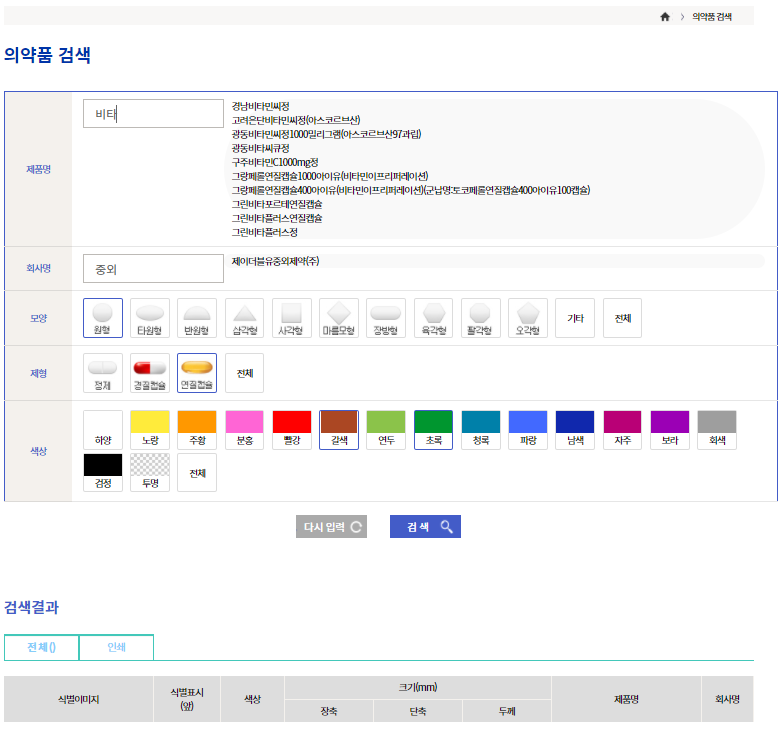 의약품 검색
의약품 검색
제품명
비타
경남비타민씨정
고려은단비타민씨정(아스코르브산)
광동비타민씨정1000밀리그램(아스코르브산97과립)
광동비타씨큐정
구주비타민C1000mg정
그랑페롤연질캡슐1000아이유(비타민이프리퍼레이션)
그랑페롤연질캡슐400아이유(비타민이프리퍼레이션)(군납명:토코페롤연질캡슐400아이유100캡슐)
그린비타포르테연질캡슐
그린비타플러스연질캡슐
그린비타플러스정
회사명
중외
제이더블유중외제약(주)
모양
원형 타원형 반원형 삼각형 사각형 마름모형 장방형 육각형 팔각형 오각형 기타 전체
제형
정제 경질캡슐 연질캡슐 전체
색상
하양 노랑 주황 분홍 빨강 갈색 연두 초록 청록 파랑 남색 자주 보라 회색
검정 투명 전체
다시 입력 검 색
검색결과
전체() 인쇄
식별이미지 식별표시 (앞) 색상 크기(mm) 제품명 회사명
장축 단축 두께